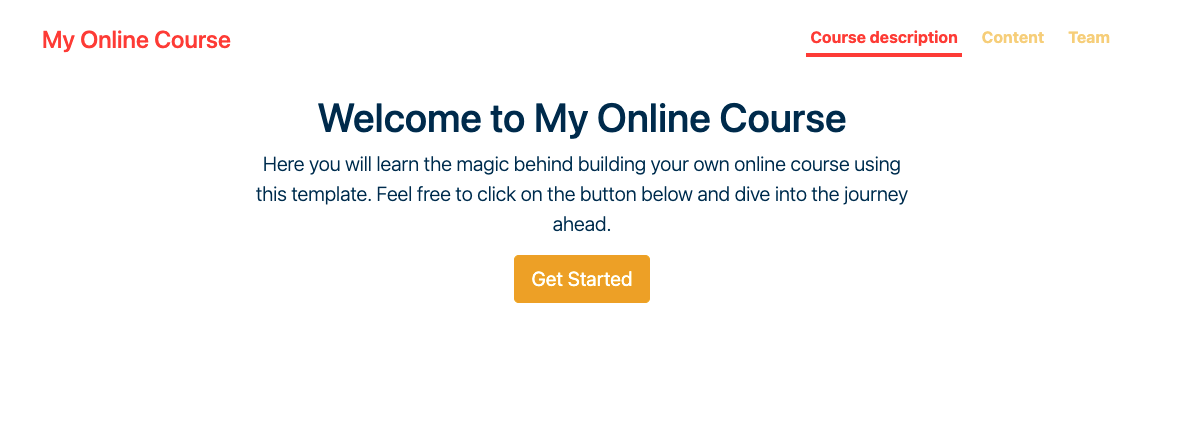 My Online Course
Course description
Content
Team
Welcome to My Online Course
Here you will learn the magic behind building your own online course using
this template. Feel free to click on the button below and dive into the journey
ahead.
Get Started